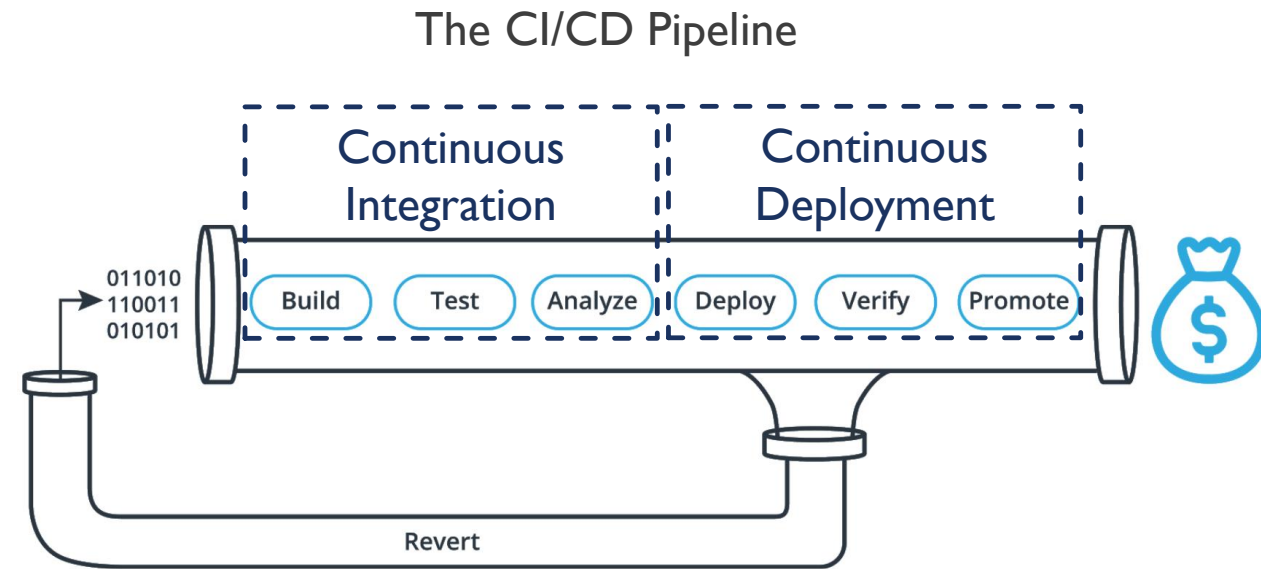 The CI/CD Pipeline
Continuous
Integration
Continuous
Deployment
011010
110011
010101
Build
Test
Analyze
Deploy
Verify
Promote
$
Revert